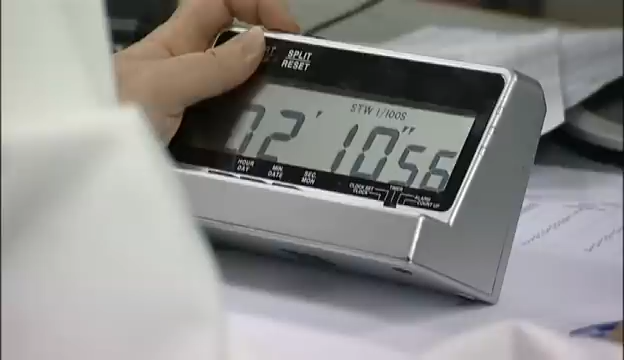 SPLIT
RESET
STW 1/100S
02' 10" 56
HOUR MIN. SEC.
DAY DATE MON
CLOCK SET TIMER ALARM
CLOCK COUNT UP